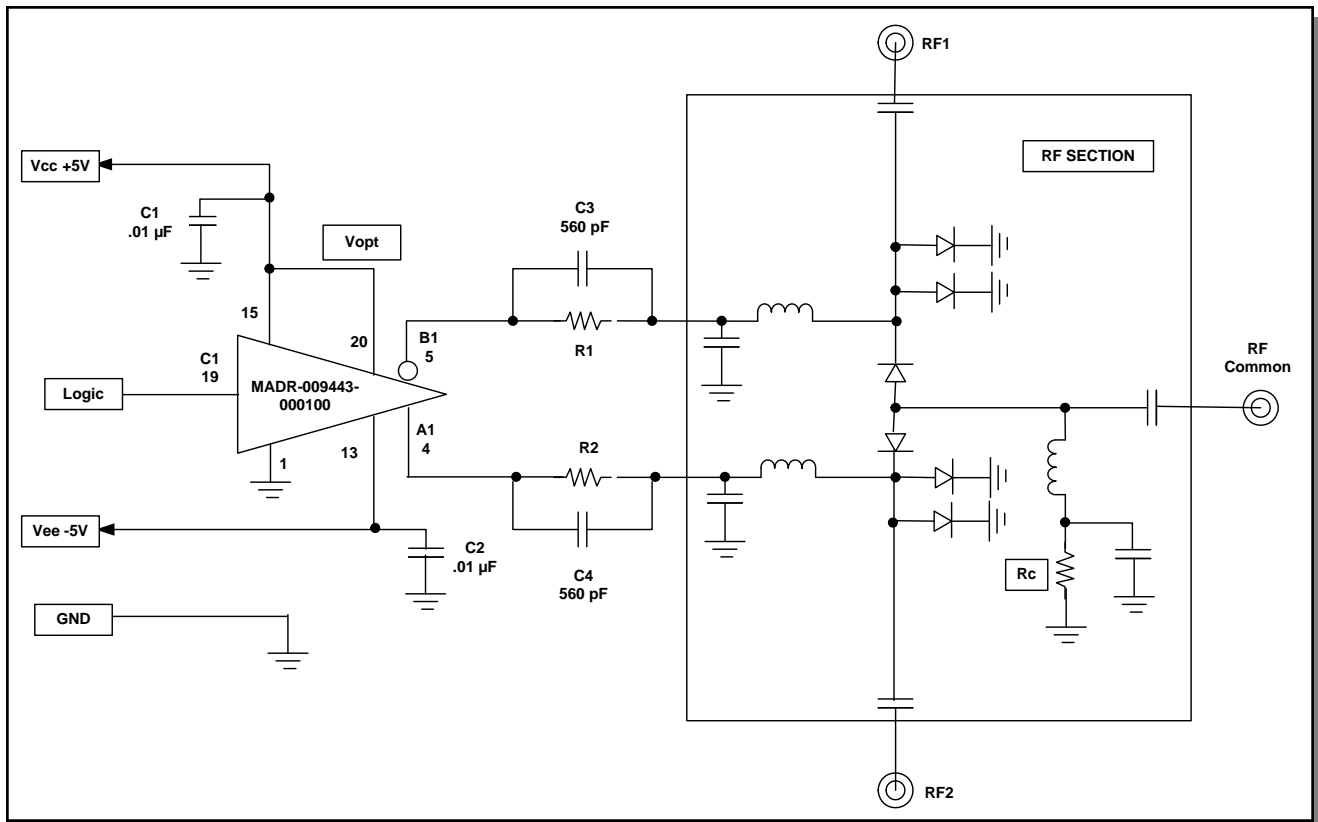 RF1
RF SECTION
Vcc +5V
C1
.01 µF
Vopt
C3
560 pF
15
20
B1
5
R1
C1
19
MADR-009443-
000100
Logic
RF
Common
1
13
A1
4
R2
Vee -5V
C2
.01 µF
C4
560 pF
Rc
GND
RF2